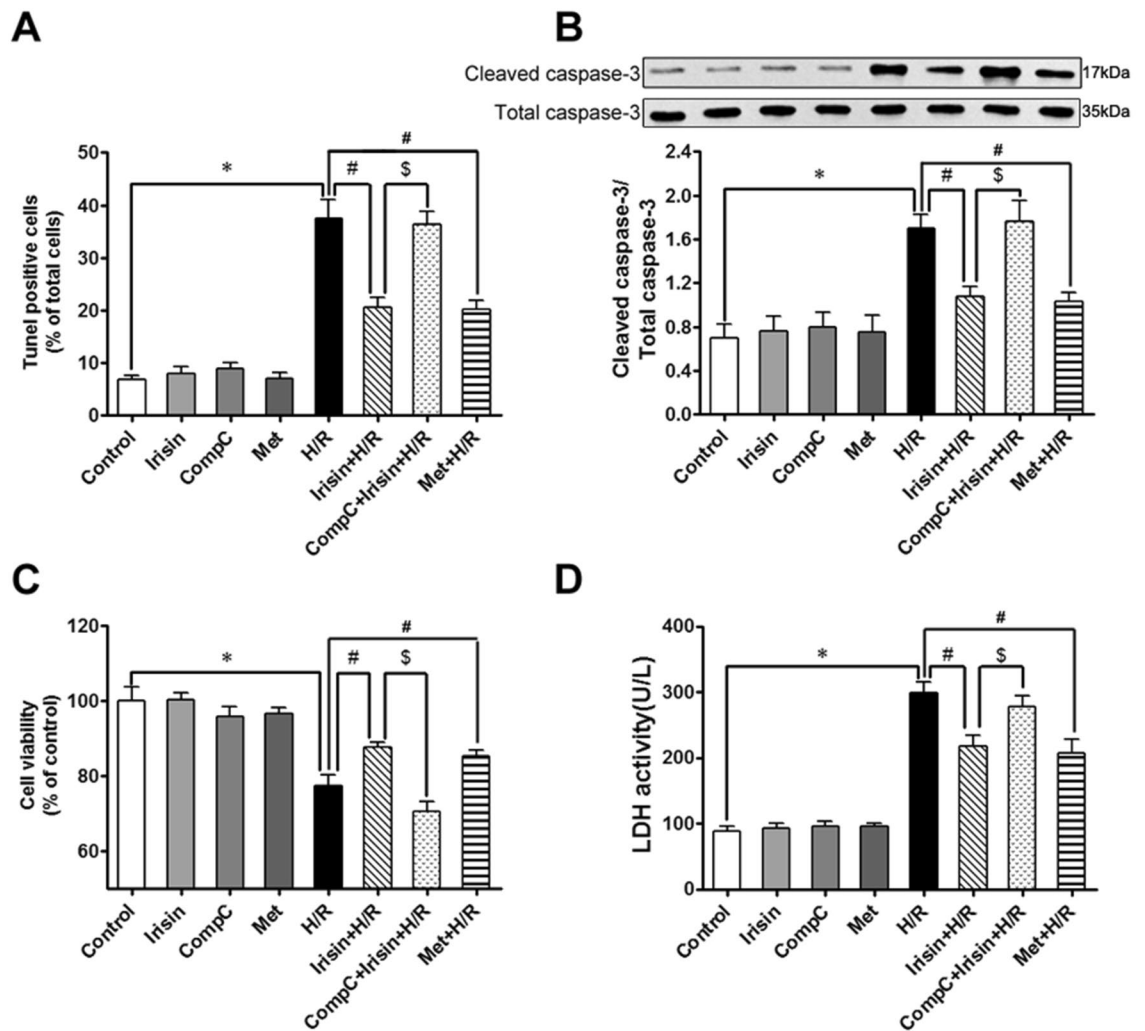 A
Tunel positive cells
(% of total cells)
50
40
30
20
10
0
*
#
$
#
Control
Irisin
CompC
Met
H/R
Irisin+H/R
CompC+Irisin+H/R
Met+H/R
B
Cleaved caspase-3
17kDa
Total caspase-3
35kDa
Cleaved caspase-3/
Total caspase-3
2.4
2.0
1.6
1.2
0.8
0.4
0.0
*
#
$
#
Control
Irisin
CompC
Met
H/R
Irisin+H/R
CompC+Irisin+H/R
Met+H/R
C
Cell viability
(% of control)
120
100
80
60
*
#
$
#
Control
Irisin
CompC
Met
H/R
Irisin+H/R
CompC+Irisin+H/R
Met+H/R
D
LDH activity(U/L)
400
300
200
100
0
*
#
$
#
Control
Irisin
CompC
Met
H/R
Irisin+H/R
CompC+Irisin+H/R
Met+H/R